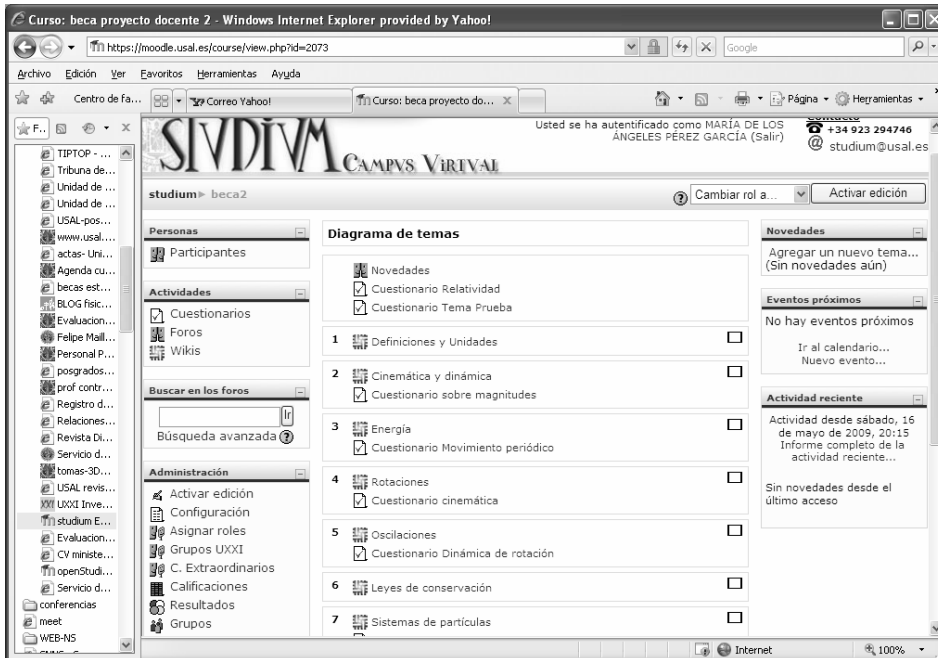 Curso: beca proyecto docente 2 - Windows Internet Explorer provided by Yahoo!
https://moodle.usal.es/course/view.php?id=2073
Google
Archivo Edición Ver Favoritos Herramientas Ayuda
Centro de fa...
Correo Yahoo!
Curso: beca proyecto do...
Página
Herramientas
F..
TIPTOP - ...
Tribuna de...
Unidad de ...
Unidad de ...
USAL-pos...
www.usal....
actas- Uni...
Agenda cu...
becas est...
BLOG fisic...
Evaluacion...
Felipe Maill...
Personal P...
posgrados...
prof contr...
Registro d...
Relaciones...
Revista Di...
Servicio d...
tomas-3D...
USAL revis...
UXXI Inve...
studium E...
Evaluacion...
CV ministe...
openStudi...
Servicio d...
conferencias
meet
WEB-NS
STVDIVM
CAMPVS VIRTVAL
Usted se ha autentificado como MARÍA DE LOS
ÁNGELES PÉREZ GARCÍA (Salir)
Contacto
+34 923 294746
@ studium@usal.es
studium beca2
Cambiar rol a...
Activar edición
Personas
Participantes
Actividades
Cuestionarios
Foros
Wikis
Buscar en los foros
Ir
Búsqueda avanzada
Administración
Activar edición
Configuración
Asignar roles
Grupos UXXI
C. Extraordinarios
Calificaciones
Resultados
Grupos
Diagrama de temas
Novedades
Cuestionario Relatividad
Cuestionario Tema Prueba
1 Definiciones y Unidades
2 Cinemática y dinámica
Cuestionario sobre magnitudes
3 Energía
Cuestionario Movimiento periódico
4 Rotaciones
Cuestionario cinemática
5 Oscilaciones
Cuestionario Dinámica de rotación
6 Leyes de conservación
7 Sistemas de partículas
Novedades
Agregar un nuevo tema...
(Sin novedades aún)
Eventos próximos
No hay eventos próximos
Ir al calendario...
Nuevo evento...
Actividad reciente
Actividad desde sábado, 16
de mayo de 2009, 20:15
Informe completo de la
actividad reciente...
Sin novedades desde el
último acceso
Internet
100%